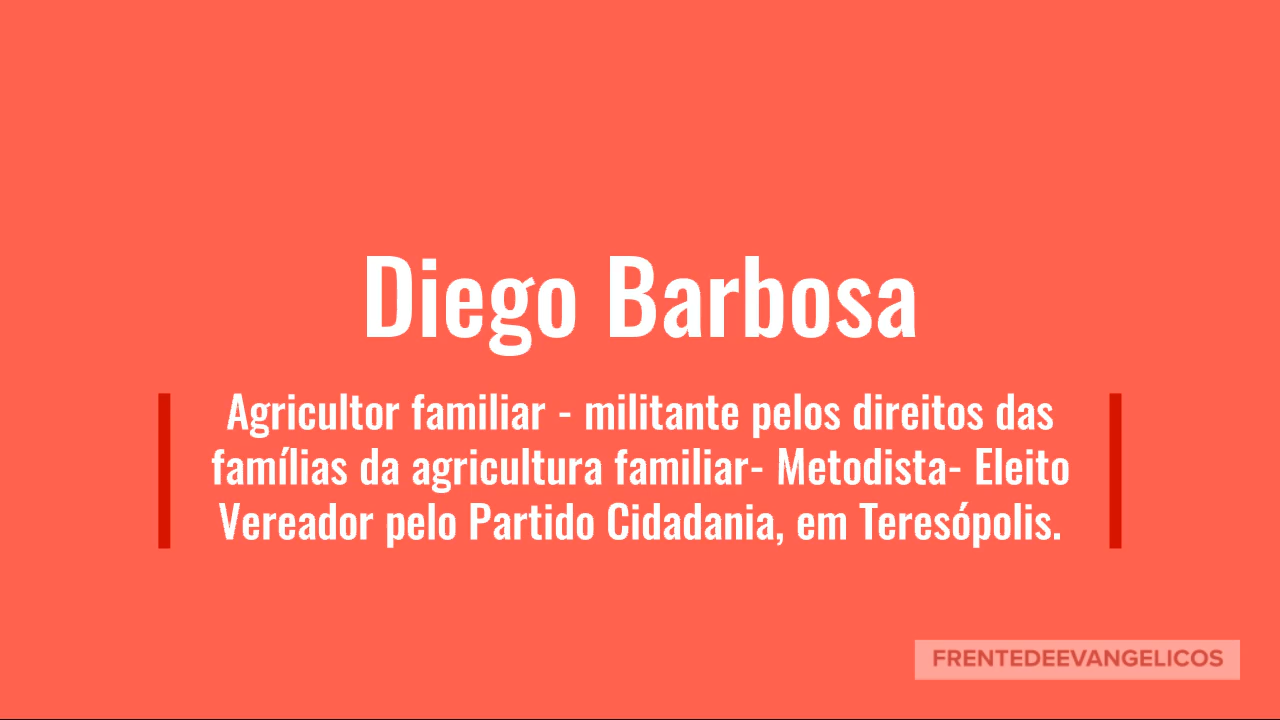 Diego Barbosa
Agricultor familiar - militante pelos direitos das
famílias da agricultura familiar- Metodista- Eleito
Vereador pelo Partido Cidadania, em Teresópolis.
FRENTEDEEVANGELICOS